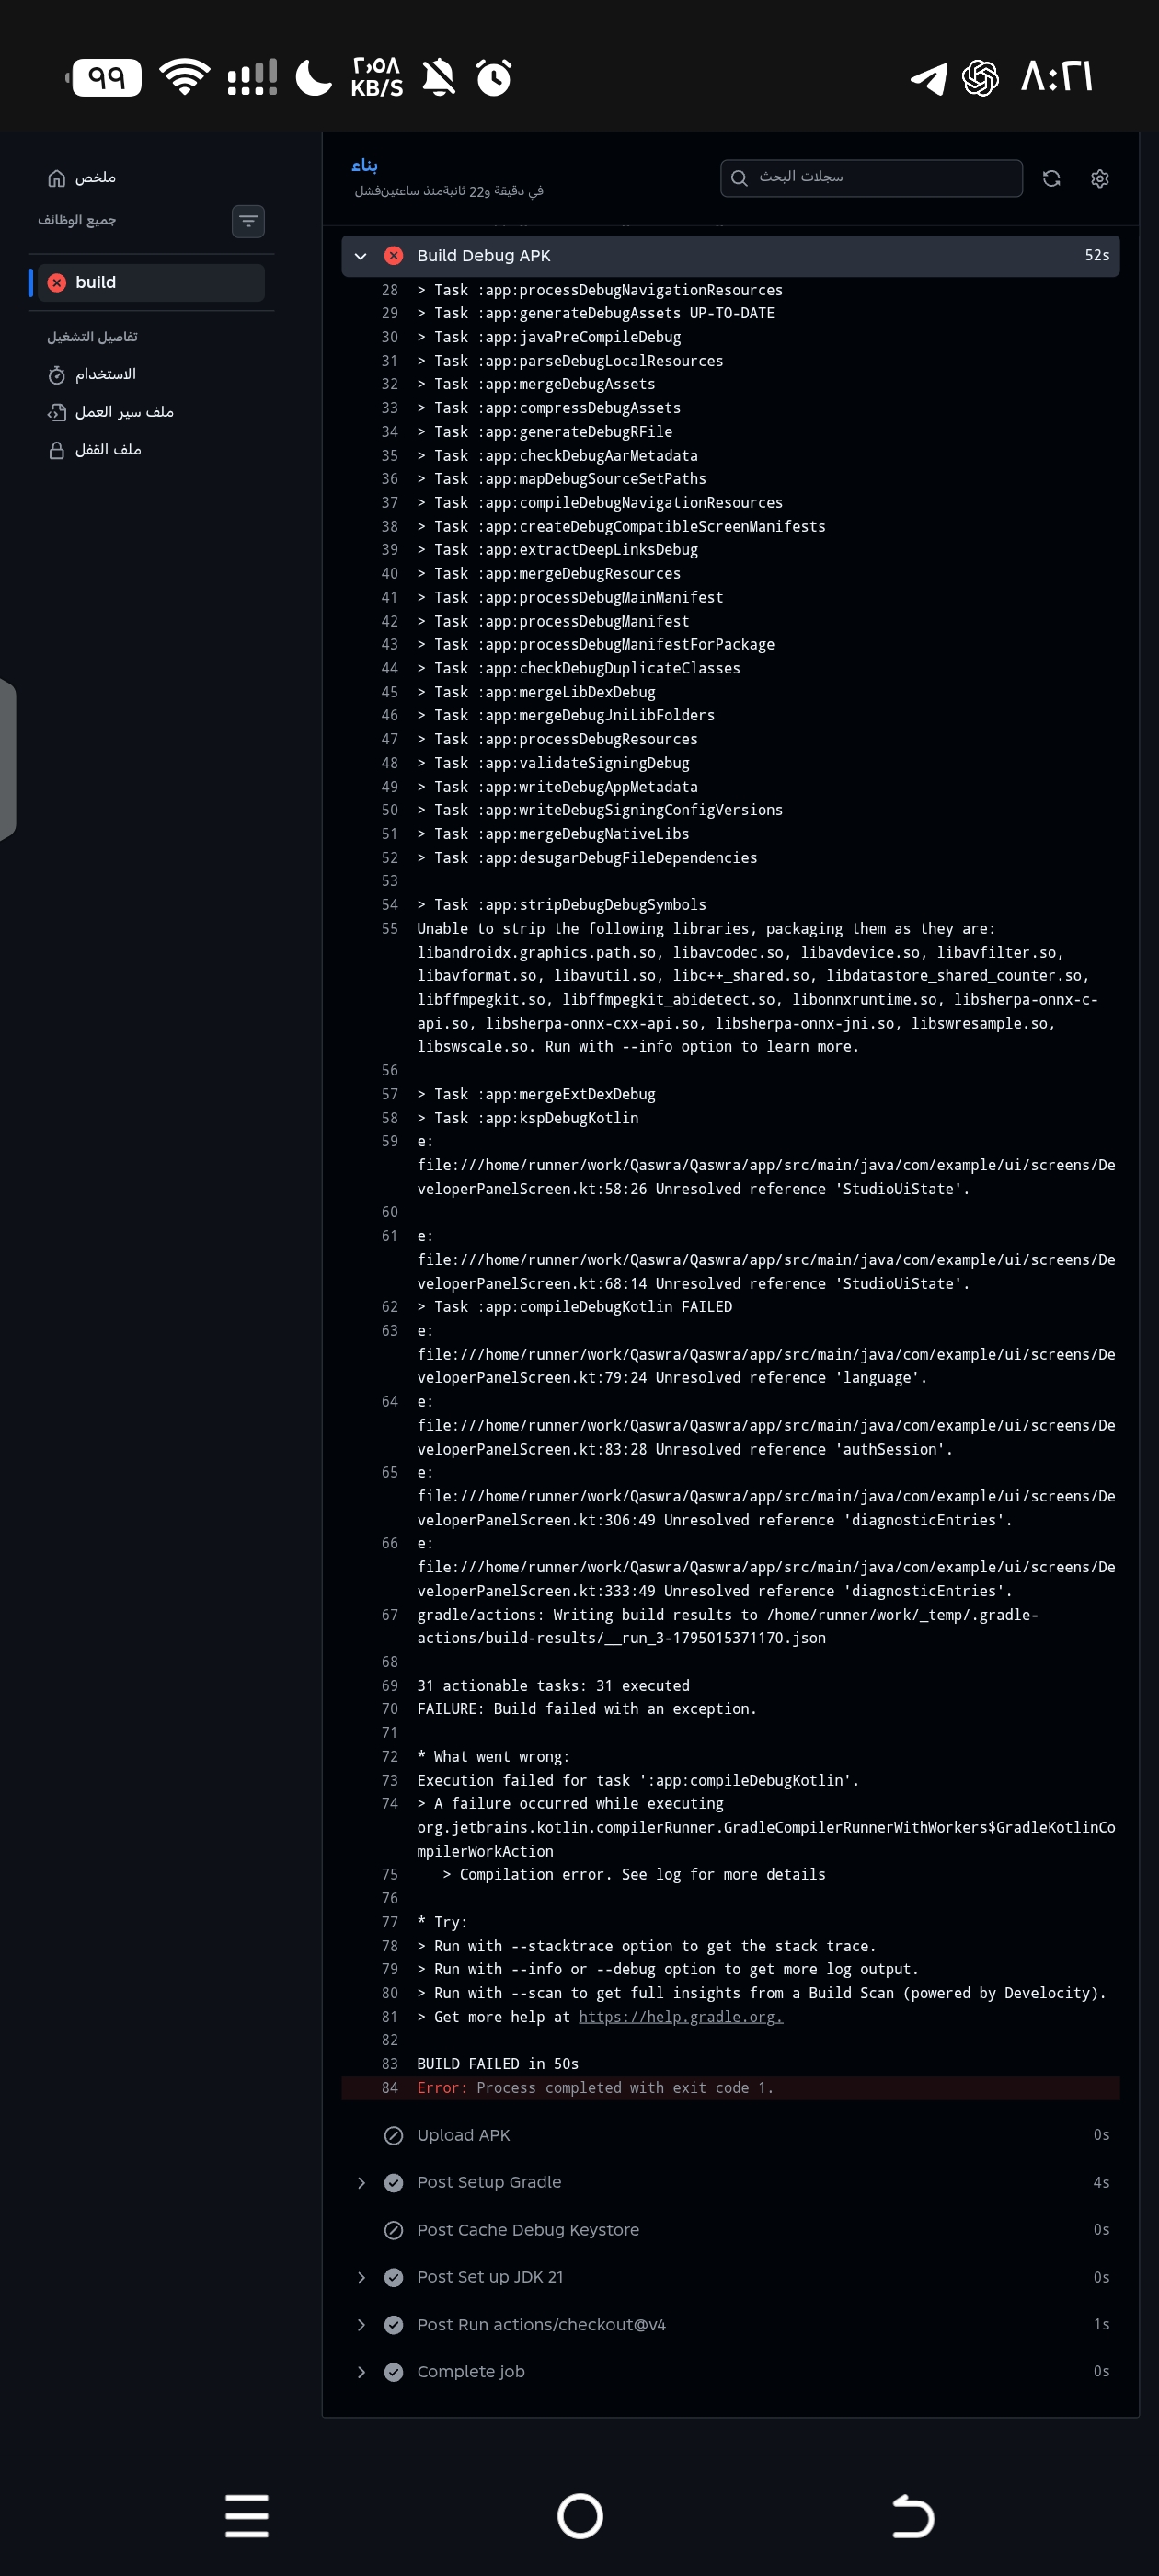 ٩٩
٢٫٥٨
KB/S
٨:٢١
ملخص
جميع الوظائف
build
تفاصيل التشغيل
الاستخدام
ملف سير العمل
ملف القفل
بناء
في دقيقة و22 ثانيةمنذ ساعتينفشل
سجلات البحث
Build Debug APK 52s
28 > Task :app:processDebugNavigationResources
29 > Task :app:generateDebugAssets UP-TO-DATE
30 > Task :app:javaPreCompileDebug
31 > Task :app:parseDebugLocalResources
32 > Task :app:mergeDebugAssets
33 > Task :app:compressDebugAssets
34 > Task :app:generateDebugRFile
35 > Task :app:checkDebugAarMetadata
36 > Task :app:mapDebugSourceSetPaths
37 > Task :app:compileDebugNavigationResources
38 > Task :app:createDebugCompatibleScreenManifests
39 > Task :app:extractDeepLinksDebug
40 > Task :app:mergeDebugResources
41 > Task :app:processDebugMainManifest
42 > Task :app:processDebugManifest
43 > Task :app:processDebugManifestForPackage
44 > Task :app:checkDebugDuplicateClasses
45 > Task :app:mergeLibDexDebug
46 > Task :app:mergeDebugJniLibFolders
47 > Task :app:processDebugResources
48 > Task :app:validateSigningDebug
49 > Task :app:writeDebugAppMetadata
50 > Task :app:writeDebugSigningConfigVersions
51 > Task :app:mergeDebugNativeLibs
52 > Task :app:desugarDebugFileDependencies
53
54 > Task :app:stripDebugDebugSymbols
55 Unable to strip the following libraries, packaging them as they are:
libandroidx.graphics.path.so, libavcodec.so, libavdevice.so, libavfilter.so,
libavformat.so, libavutil.so, libc++_shared.so, libdatastore_shared_counter.so,
libffmpegkit.so, libffmpegkit_abidetect.so, libonnxruntime.so, libsherpa-onnx-c-
api.so, libsherpa-onnx-cxx-api.so, libsherpa-onnx-jni.so, libswresample.so,
libswscale.so. Run with --info option to learn more.
56
57 > Task :app:mergeExtDexDebug
58 > Task :app:kspDebugKotlin
59 e:
file:///home/runner/work/Qaswra/Qaswra/app/src/main/java/com/example/ui/screens/De
veloperPanelScreen.kt:58:26 Unresolved reference 'StudioUiState'.
60
61 e:
file:///home/runner/work/Qaswra/Qaswra/app/src/main/java/com/example/ui/screens/De
veloperPanelScreen.kt:68:14 Unresolved reference 'StudioUiState'.
62 > Task :app:compileDebugKotlin FAILED
63 e:
file:///home/runner/work/Qaswra/Qaswra/app/src/main/java/com/example/ui/screens/De
veloperPanelScreen.kt:79:24 Unresolved reference 'language'.
64 e:
file:///home/runner/work/Qaswra/Qaswra/app/src/main/java/com/example/ui/screens/De
veloperPanelScreen.kt:83:28 Unresolved reference 'authSession'.
65 e:
file:///home/runner/work/Qaswra/Qaswra/app/src/main/java/com/example/ui/screens/De
veloperPanelScreen.kt:306:49 Unresolved reference 'diagnosticEntries'.
66 e:
file:///home/runner/work/Qaswra/Qaswra/app/src/main/java/com/example/ui/screens/De
veloperPanelScreen.kt:333:49 Unresolved reference 'diagnosticEntries'.
67 gradle/actions: Writing build results to /home/runner/work/_temp/.gradle-
actions/build-results/__run_3-1795015371170.json
68
69 31 actionable tasks: 31 executed
70 FAILURE: Build failed with an exception.
71
72 * What went wrong:
73 Execution failed for task ':app:compileDebugKotlin'.
74 > A failure occurred while executing
org.jetbrains.kotlin.compilerRunner.GradleCompilerRunnerWithWorkers$GradleKotlinCo
mpilerWorkAction
75 > Compilation error. See log for more details
76
77 * Try:
78 > Run with --stacktrace option to get the stack trace.
79 > Run with --info or --debug option to get more log output.
80 > Run with --scan to get full insights from a Build Scan (powered by Develocity).
81 > Get more help at https://help.gradle.org.
82
83 BUILD FAILED in 50s
84 Error: Process completed with exit code 1.
Upload APK 0s
Post Setup Gradle 4s
Post Cache Debug Keystore 0s
Post Set up JDK 21 0s
Post Run actions/checkout@v4 1s
Complete job 0s